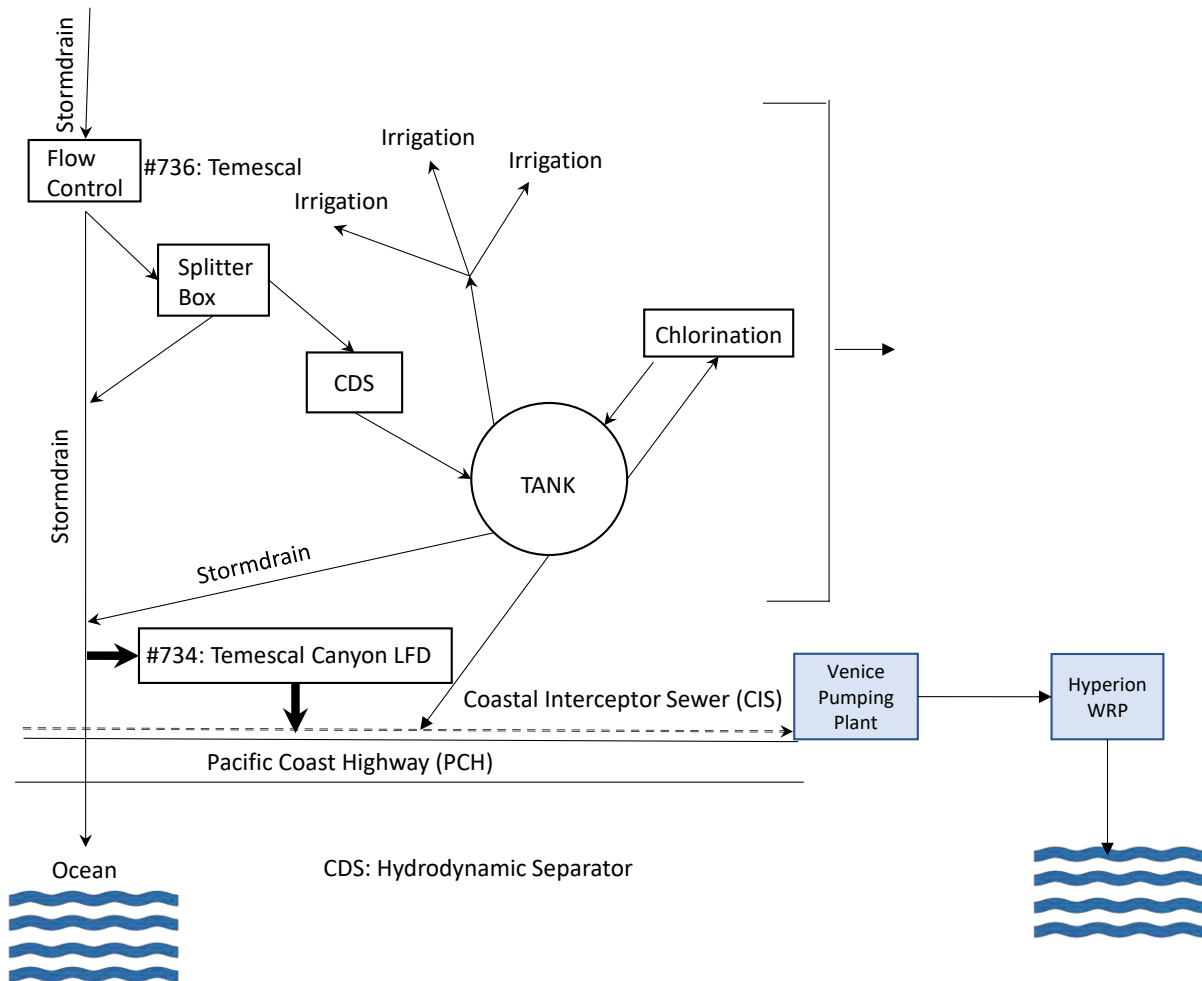 Stormdrain
Flow
Control
#736: Temescal
Irrigation
Irrigation
Irrigation
Splitter
Box
CDS
Chlorination
TANK
Stormdrain
Stormdrain
#734: Temescal Canyon LFD
Coastal Interceptor Sewer (CIS)
Venice
Pumping
Plant
Hyperion
WRP
Pacific Coast Highway (PCH)
Ocean
CDS: Hydrodynamic Separator